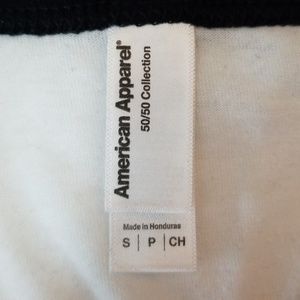 American Apparel®
50/50 Collection
Made in Honduras
S | P | CH